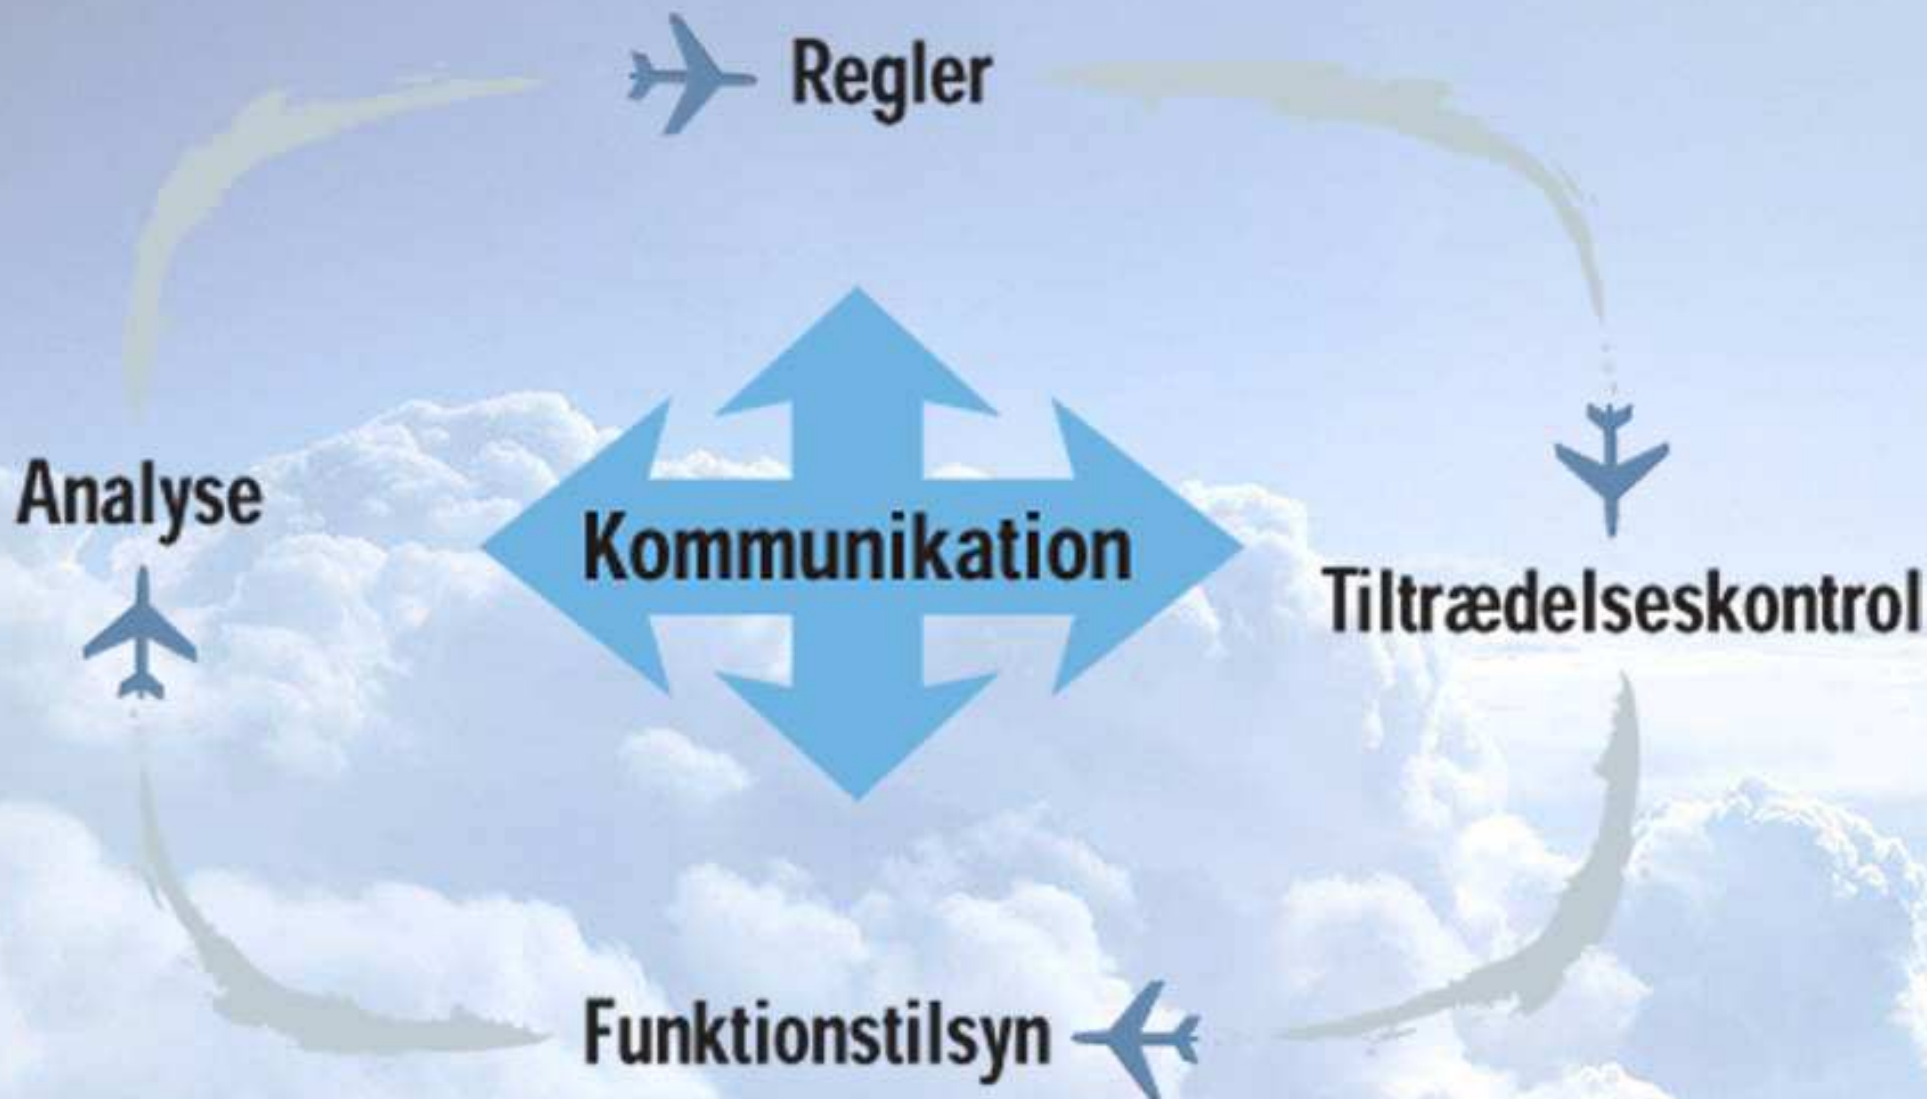 Regler
Analyse
Kommunikation
Tiltrædelseskontrol
Funktionstilsyn